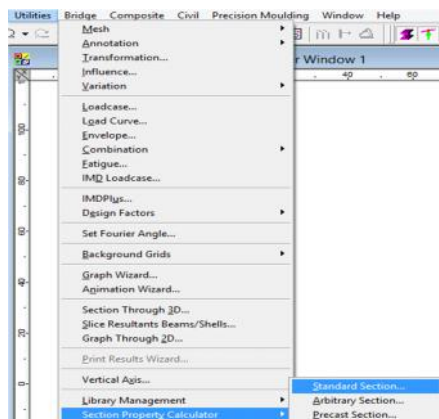 Utilities Bridge Composite Civil Precision Moulding Window Help
Mesh
Annotation
Transformation...
Influence...
Variation
r Window 1
40 60
Loadcase...
Load Curve...
Envelope...
Combination
Fatigue...
IMD Loadcase...
IMDPlus...
Design Factors
Set Fourier Angle...
Background Grids
Graph Wizard...
Animation Wizard...
Section Through 3D...
Slice Resultants Beams/Shells...
Graph Through 2D...
Print Results Wizard...
Vertical Axis...
Library Management
Section Property Calculator
Standard Section...
Arbitrary Section...
Precast Section...